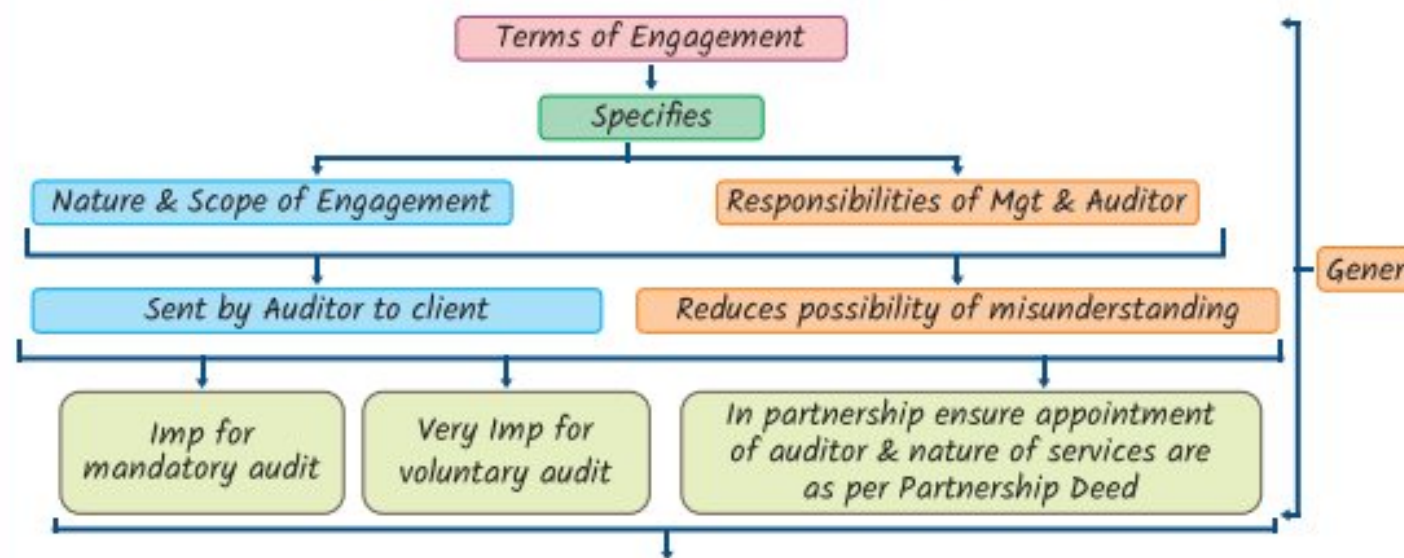 Terms of Engagement
Specifies
Nature & Scope of Engagement
Responsibilities of Mgt & Auditor
Gener
Sent by Auditor to client
Reduces possibility of misunderstanding
Imp for
mandatory audit
Very Imp for
voluntary audit
In partnership ensure appointment
of auditor & nature of services are
as per Partnership Deed